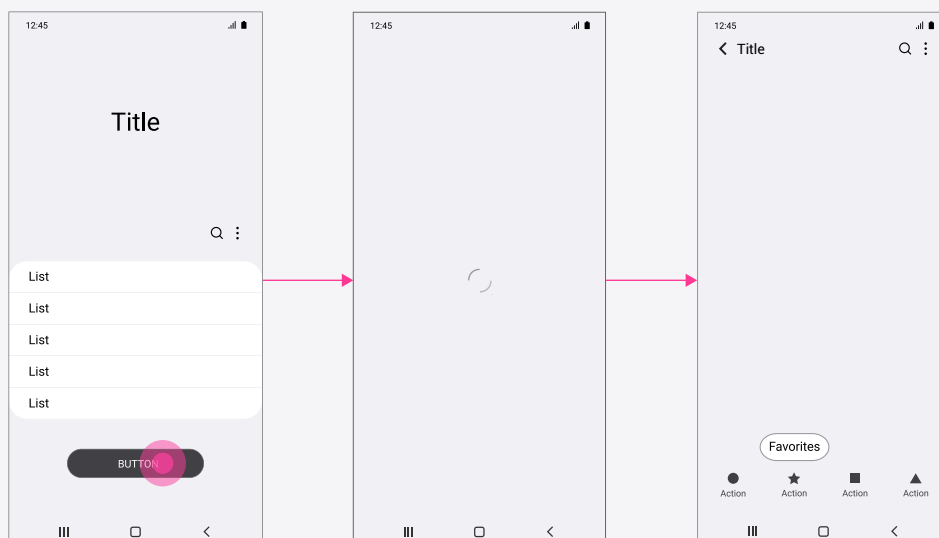 12:45
Title
List
List
List
List
List
BUTTON
12:45
12:45
Title
Favorites
Action
Action
Action
Action